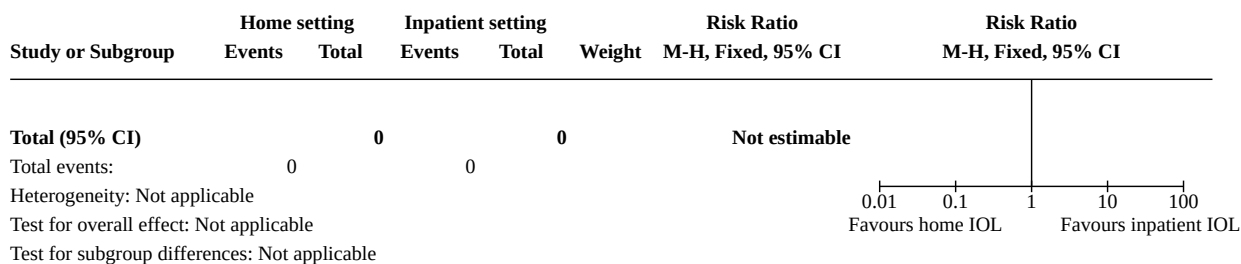 Home setting Inpatient setting Risk Ratio Risk Ratio
Study or Subgroup Events Total Events Total Weight M-H, Fixed, 95% CI M-H, Fixed, 95% CI
Total (95% CI) 0 0 Not estimable
Total events: 0 0
Heterogeneity: Not applicable
0.01 0.1 1 10 100
Test for overall effect: Not applicable Favours home IOL Favours inpatient IOL
Test for subgroup differences: Not applicable